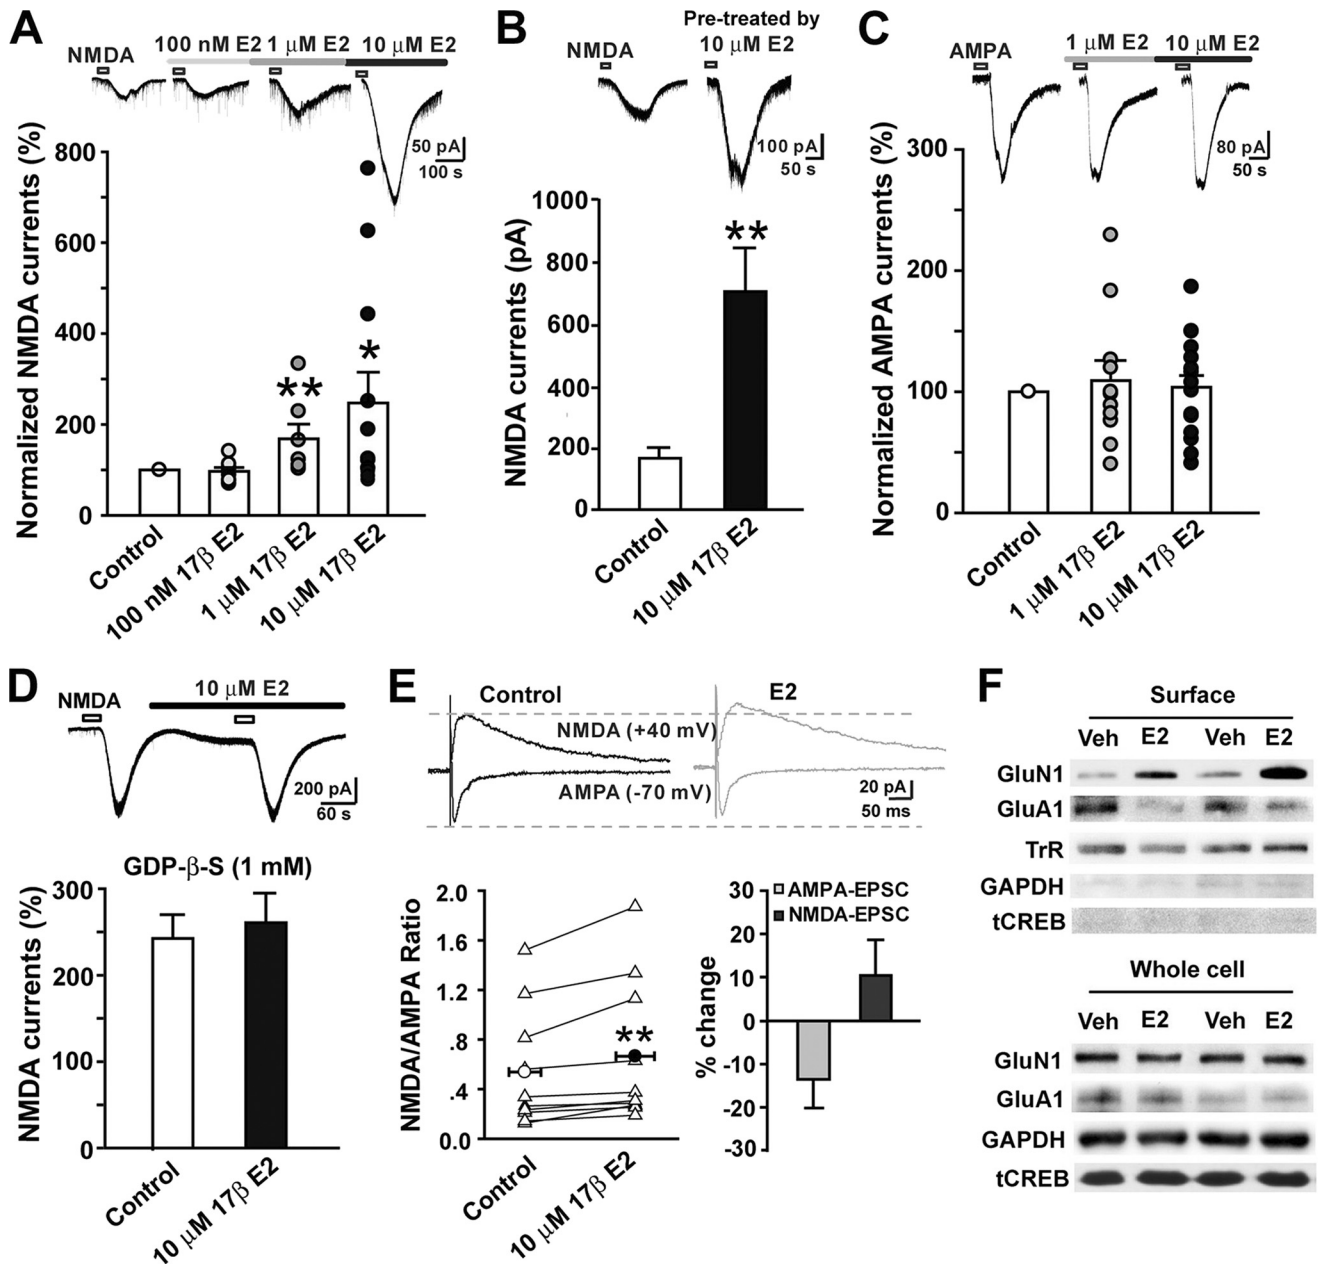 A
NMDA
100 nM E2
1 μM E2
10 μM E2
50 pA
100 s
Normalized NMDA currents (%)
800
600
400
200
0
**
*
Control
100 nM 17β E2
1 μM 17β E2
10 μM 17β E2
B
Pre-treated by
NMDA
10 μM E2
100 pA
50 s
NMDA currents (pA)
1000
800
600
400
200
0
**
Control
10 μM 17β E2
C
AMPA
1 μM E2
10 μM E2
80 pA
50 s
Normalized AMPA currents (%)
300
200
100
0
Control
1 μM 17β E2
10 μM 17β E2
D
NMDA
10 μM E2
200 pA
60 s
GDP-β-S (1 mM)
NMDA currents (%)
300
200
100
0
Control
10 μM 17β E2
E
Control
E2
NMDA (+40 mV)
AMPA (-70 mV)
20 pA
50 ms
NMDA/AMPA Ratio
2.0
1.6
1.2
.8
.4
0.0
**
Control
10 μM 17β E2
% change
30
20
10
0
-10
-20
-30
AMPA-EPSC
NMDA-EPSC
F
Surface
Veh E2 Veh E2
GluN1
GluA1
TrR
GAPDH
tCREB
Whole cell
Veh E2 Veh E2
GluN1
GluA1
GAPDH
tCREB